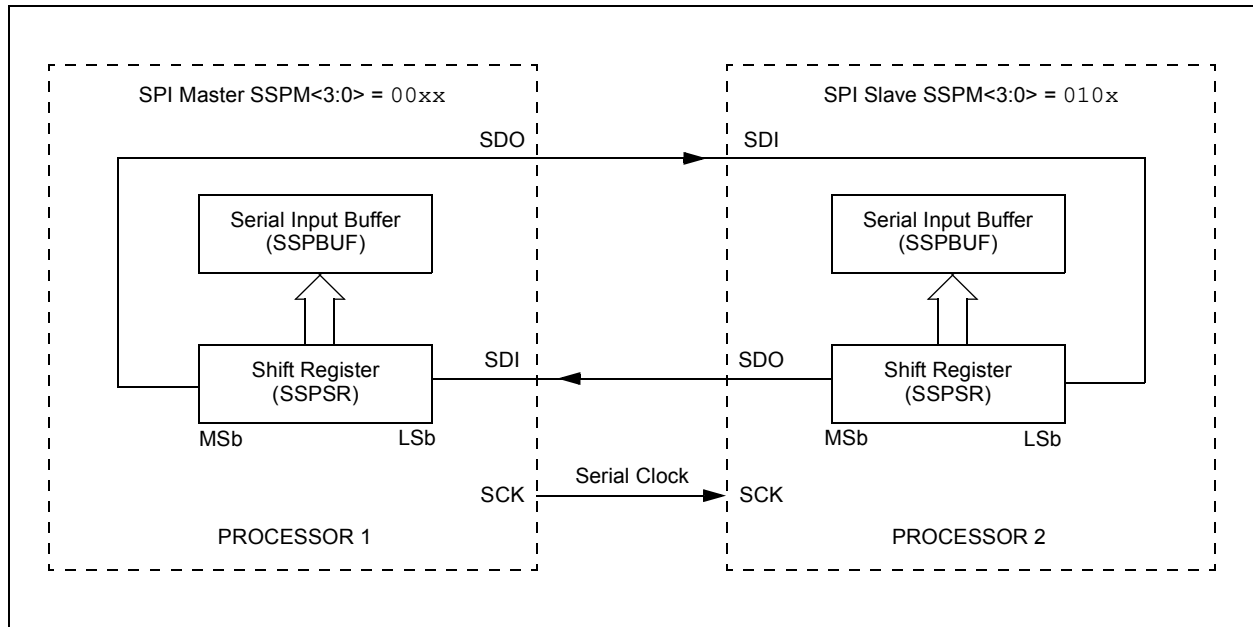 SPI Master SSPM<3:0> = 00xx
SDO
Serial Input Buffer
(SSPBUF)
SDI
Shift Register
(SSPSR)
MSb
LSb
SCK
PROCESSOR 1
Serial Clock
SPI Slave SSPM<3:0> = 010x
SDI
Serial Input Buffer
(SSPBUF)
SDO
Shift Register
(SSPSR)
MSb
LSb
SCK
PROCESSOR 2